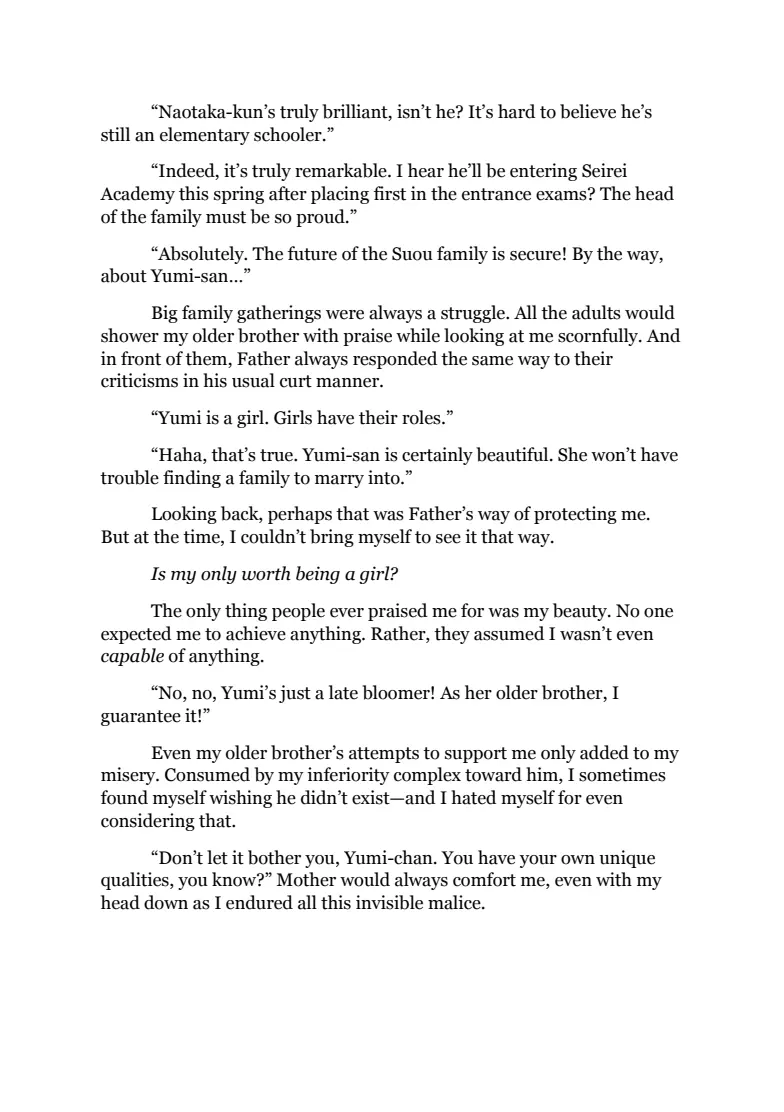 “Naotaka-kun’s truly brilliant, isn’t he? It’s hard to believe he’s
still an elementary schooler.”
“Indeed, it’s truly remarkable. I hear he’ll be entering Seirei
Academy this spring after placing first in the entrance exams? The head
of the family must be so proud.”
“Absolutely. The future of the Suou family is secure! By the way,
about Yumi-san...”
Big family gatherings were always a struggle. All the adults would
shower my older brother with praise while looking at me scornfully. And
in front of them, Father always responded the same way to their
criticisms in his usual curt manner.
“Yumi is a girl. Girls have their roles.”
“Haha, that’s true. Yumi-san is certainly beautiful. She won’t have
trouble finding a family to marry into.”
Looking back, perhaps that was Father’s way of protecting me.
But at the time, I couldn’t bring myself to see it that way.
Is my only worth being a girl?
The only thing people ever praised me for was my beauty. No one
expected me to achieve anything. Rather, they assumed I wasn’t even
capable of anything.
“No, no, Yumi’s just a late bloomer! As her older brother, I
guarantee it!”
Even my older brother’s attempts to support me only added to my
misery. Consumed by my inferiority complex toward him, I sometimes
found myself wishing he didn’t exist—and I hated myself for even
considering that.
“Don’t let it bother you, Yumi-chan. You have your own unique
qualities, you know?” Mother would always comfort me, even with my
head down as I endured all this invisible malice.